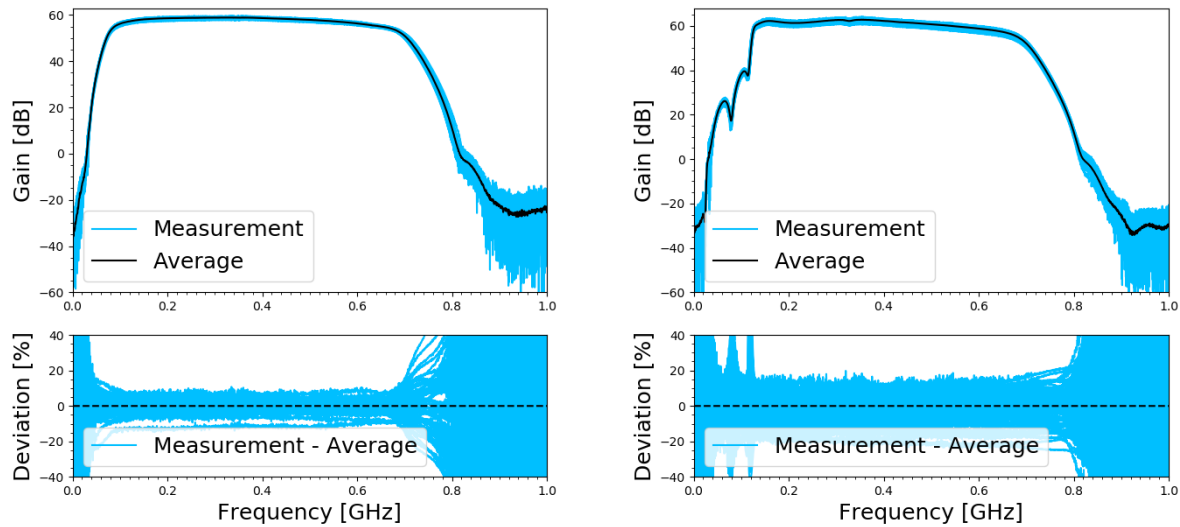 60
40
20
0
−20
−40
−60
Gain [dB]
Measurement
Average
0.0 0.2 0.4 0.6 0.8 1.0
60
40
20
0
−20
−40
−60
Gain [dB]
Measurement
Average
0.0 0.2 0.4 0.6 0.8 1.0
40
20
0
−20
−40
Deviation [%]
Measurement - Average
0.0 0.2 0.4 0.6 0.8 1.0
Frequency [GHz]
40
20
0
−20
−40
Deviation [%]
Measurement - Average
0.0 0.2 0.4 0.6 0.8 1.0
Frequency [GHz]